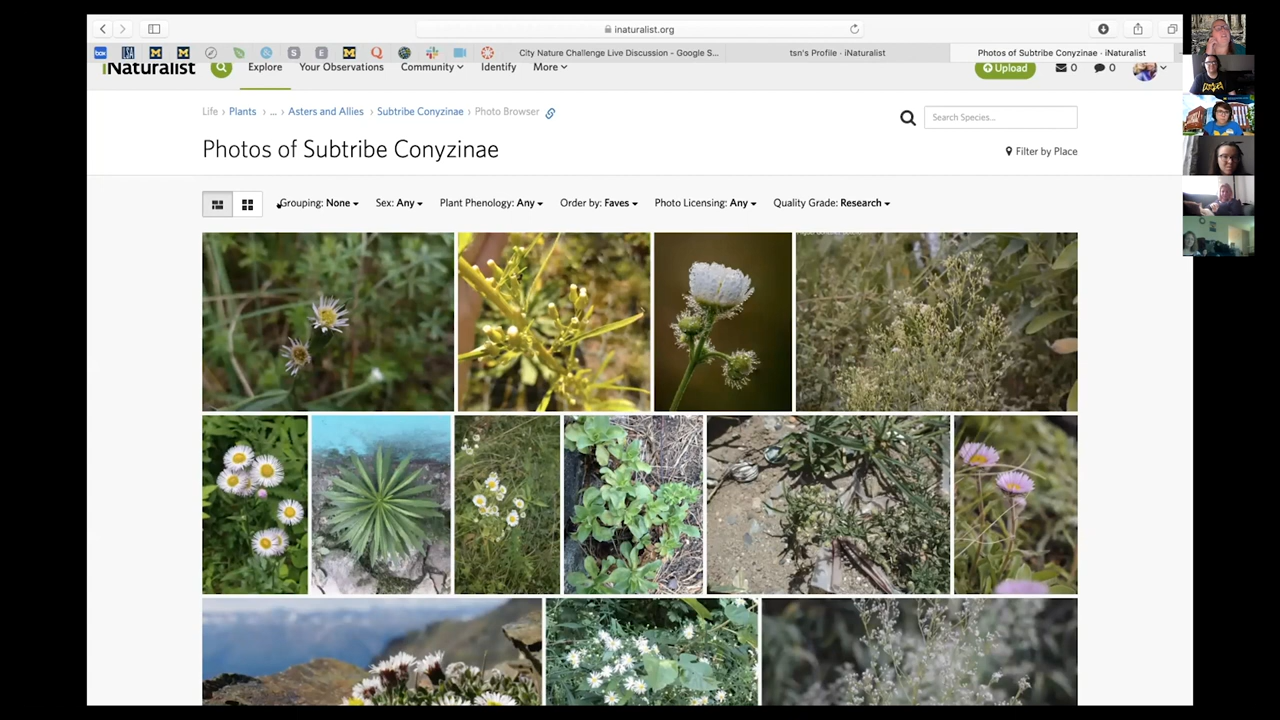 inaturalist.org
City Nature Challenge Live Discussion - Google S...
tsn's Profile · iNaturalist
Photos of Subtribe Conyzinae · iNaturalist
iNaturalist
Explore
Your Observations
Community
Identify
More
Upload
0
0
Life › Plants › ... › Asters and Allies › Subtribe Conyzinae › Photo Browser
Search Species...
Photos of Subtribe Conyzinae
Filter by Place
Grouping: None
Sex: Any
Plant Phenology: Any
Order by: Faves
Photo Licensing: Any
Quality Grade: Research